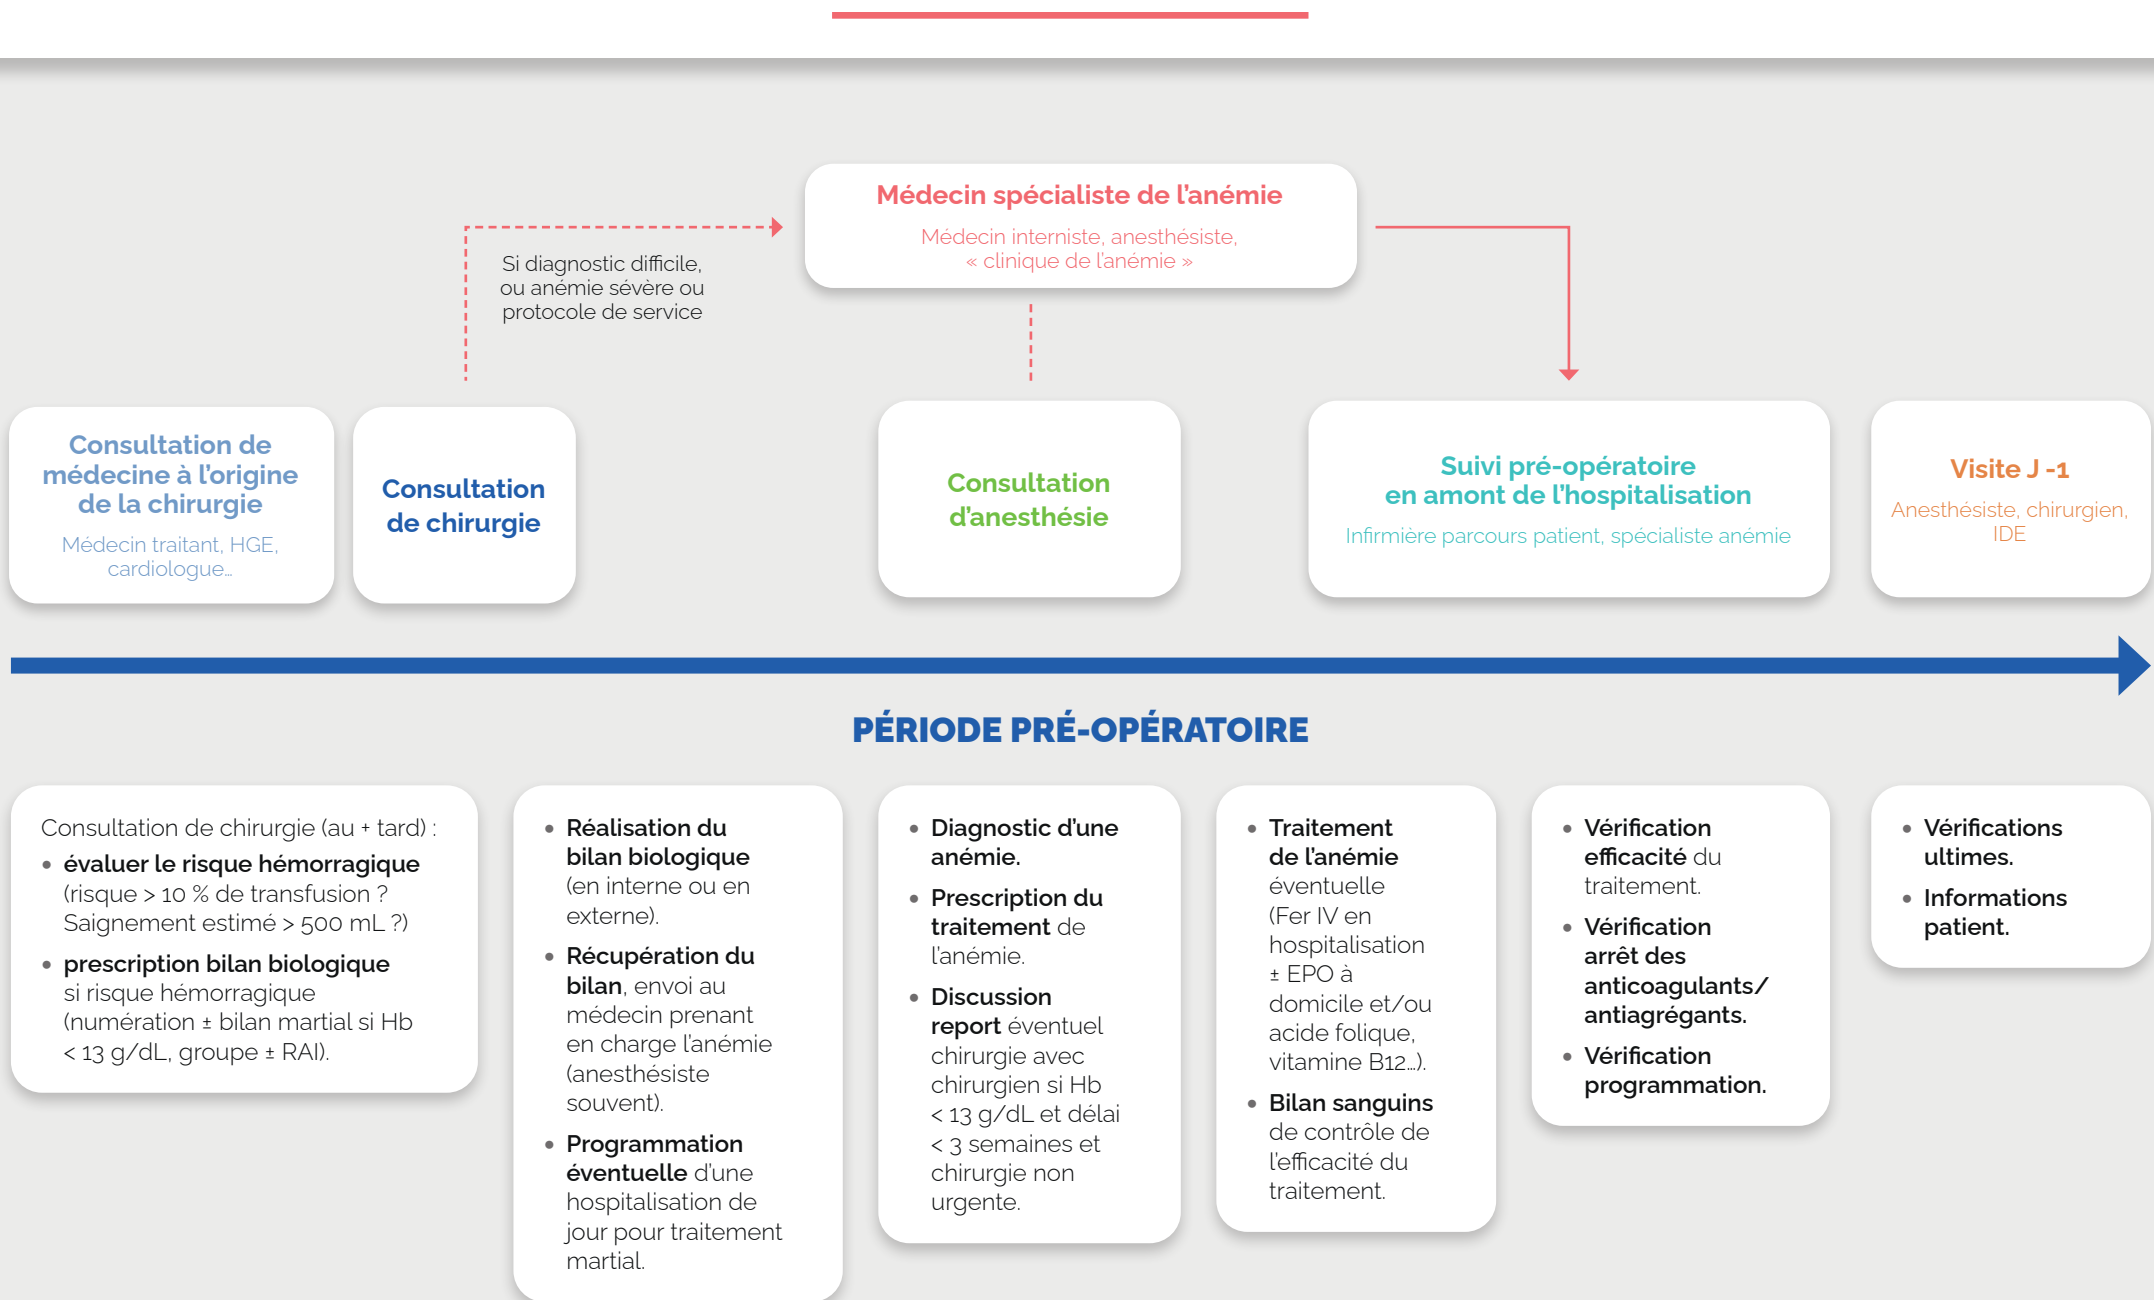 Médecin spécialiste de l'anémie
Médecin interniste, anesthésiste,
« clinique de l'anémie »
Si diagnostic difficile,
ou anémie sévère ou
protocole de service
Consultation de
médecine à l'origine
de la chirurgie
Médecin traitant, HGE,
cardiologue…
Consultation
de chirurgie
Consultation
d'anesthésie
Suivi pré-opératoire
en amont de l'hospitalisation
Infirmière parcours patient, spécialiste anémie
Visite J -1
Anesthésiste, chirurgien,
IDE
PÉRIODE PRÉ-OPÉRATOIRE
Consultation de chirurgie (au + tard) :
• évaluer le risque hémorragique
(risque > 10 % de transfusion ?
Saignement estimé > 500 mL ?)
• prescription bilan biologique
si risque hémorragique
(numération ± bilan martial si Hb
< 13 g/dL, groupe ± RAI).
• Réalisation du
bilan biologique
(en interne ou en
externe).
• Récupération du
bilan, envoi au
médecin prenant
en charge l'anémie
(anesthésiste
souvent).
• Programmation
éventuelle d'une
hospitalisation de
jour pour traitement
martial.
• Diagnostic d'une
anémie.
• Prescription du
traitement de
l'anémie.
• Discussion
report éventuel
chirurgie avec
chirurgien si Hb
< 13 g/dL et délai
< 3 semaines et
chirurgie non
urgente.
• Traitement
de l'anémie
éventuelle
(Fer IV en
hospitalisation
± EPO à
domicile et/ou
acide folique,
vitamine B12…).
• Bilan sanguins
de contrôle de
l'efficacité du
traitement.
• Vérification
efficacité du
traitement.
• Vérification
arrêt des
anticoagulants/
antiagrégants.
• Vérification
programmation.
• Vérifications
ultimes.
• Informations
patient.